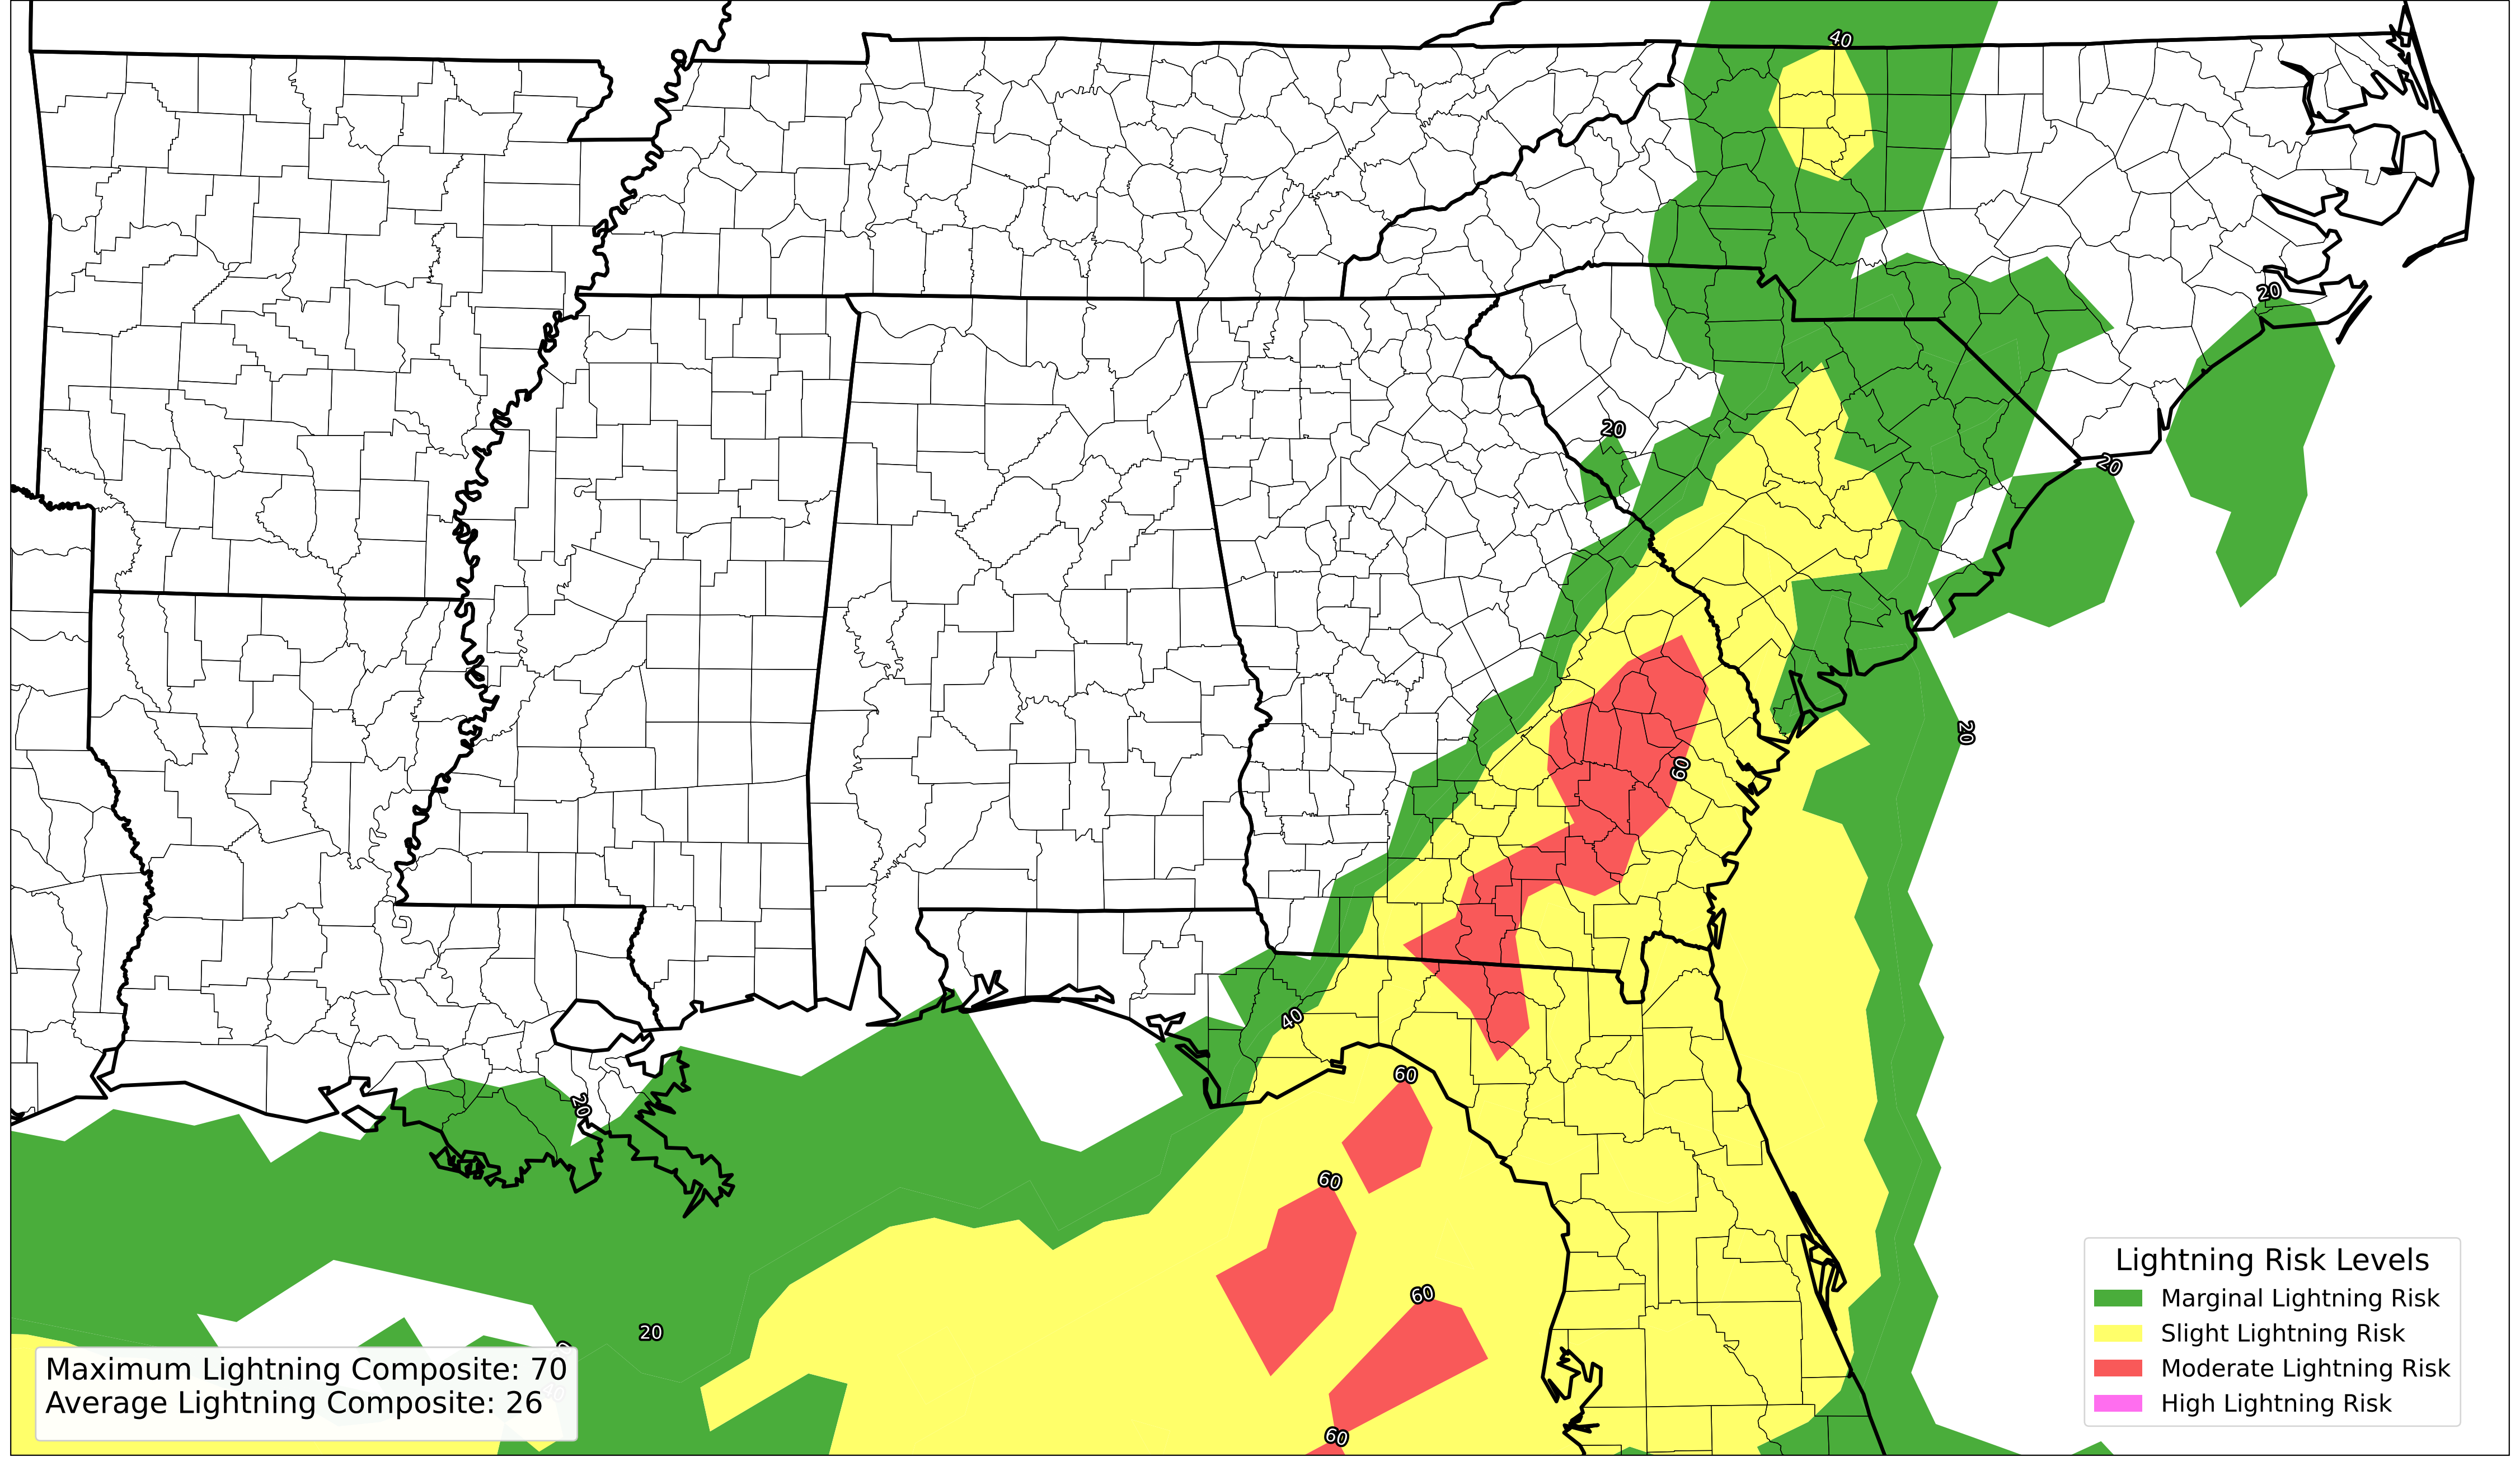 40
20
20
20
20
60
40
20
60
60
60
20
60
Lightning Risk Levels
Marginal Lightning Risk
Slight Lightning Risk
Moderate Lightning Risk
High Lightning Risk
Maximum Lightning Composite: 70
Average Lightning Composite: 26